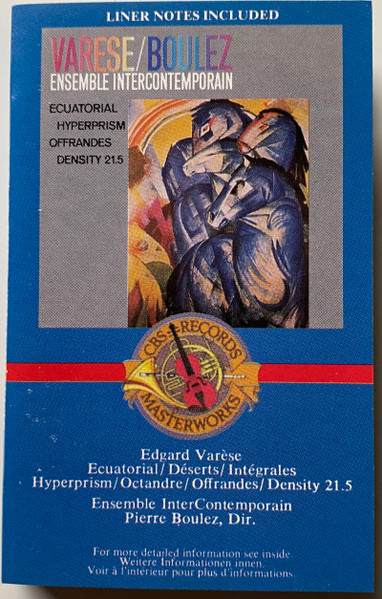 LINER NOTES INCLUDED
VARESE/BOULEZ
ENSEMBLE INTERCONTEMPORAIN
ECUATORIAL
HYPERPRISM
OFFRANDES
DENSITY 21.5
CBS RECORDS
MASTERWORKS
Edgard Varèse
Ecuatorial/Déserts/Intégrales
Hyperprism/Octandre/Offrandes/Density 21.5
Ensemble InterContemporain
Pierre Boulez, Dir.
For more detailed information see inside.
Weitere Informationen innen.
Voir à l'intérieur pour plus d'informations.